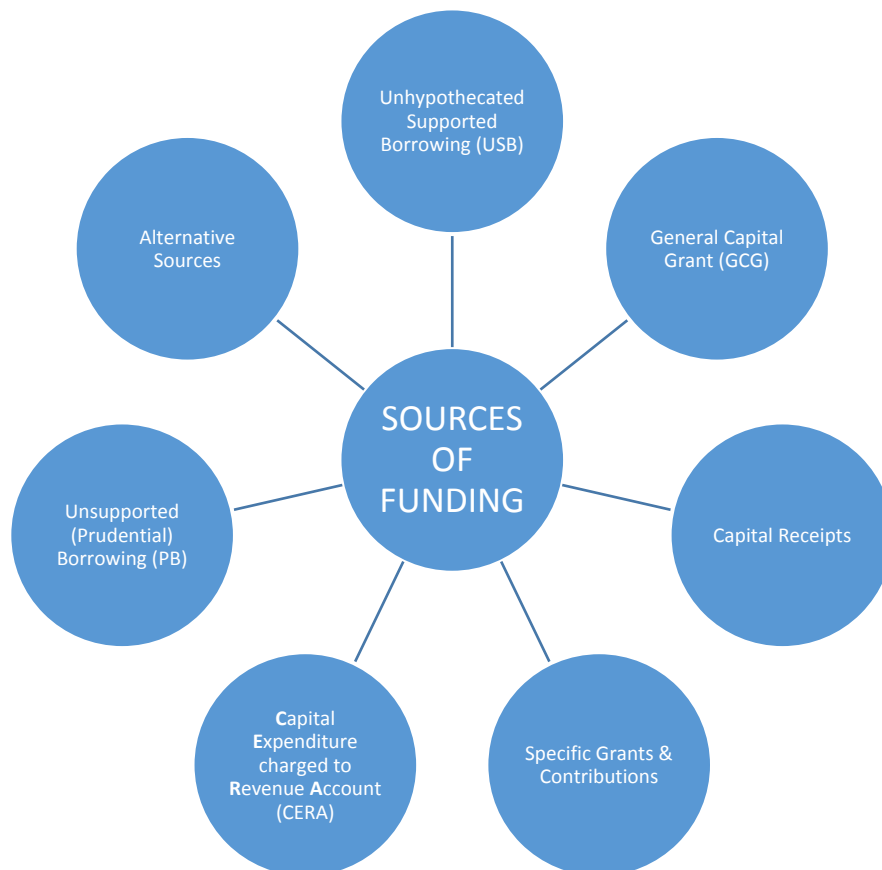 Unhypothecated
Supported
Borrowing (USB)
General Capital
Grant (GCG)
Capital Receipts
Specific Grants &
Contributions
Capital
Expenditure
charged to
Revenue Account
(CERA)
Unsupported
(Prudential)
Borrowing (PB)
Alternative
Sources
SOURCES
OF
FUNDING